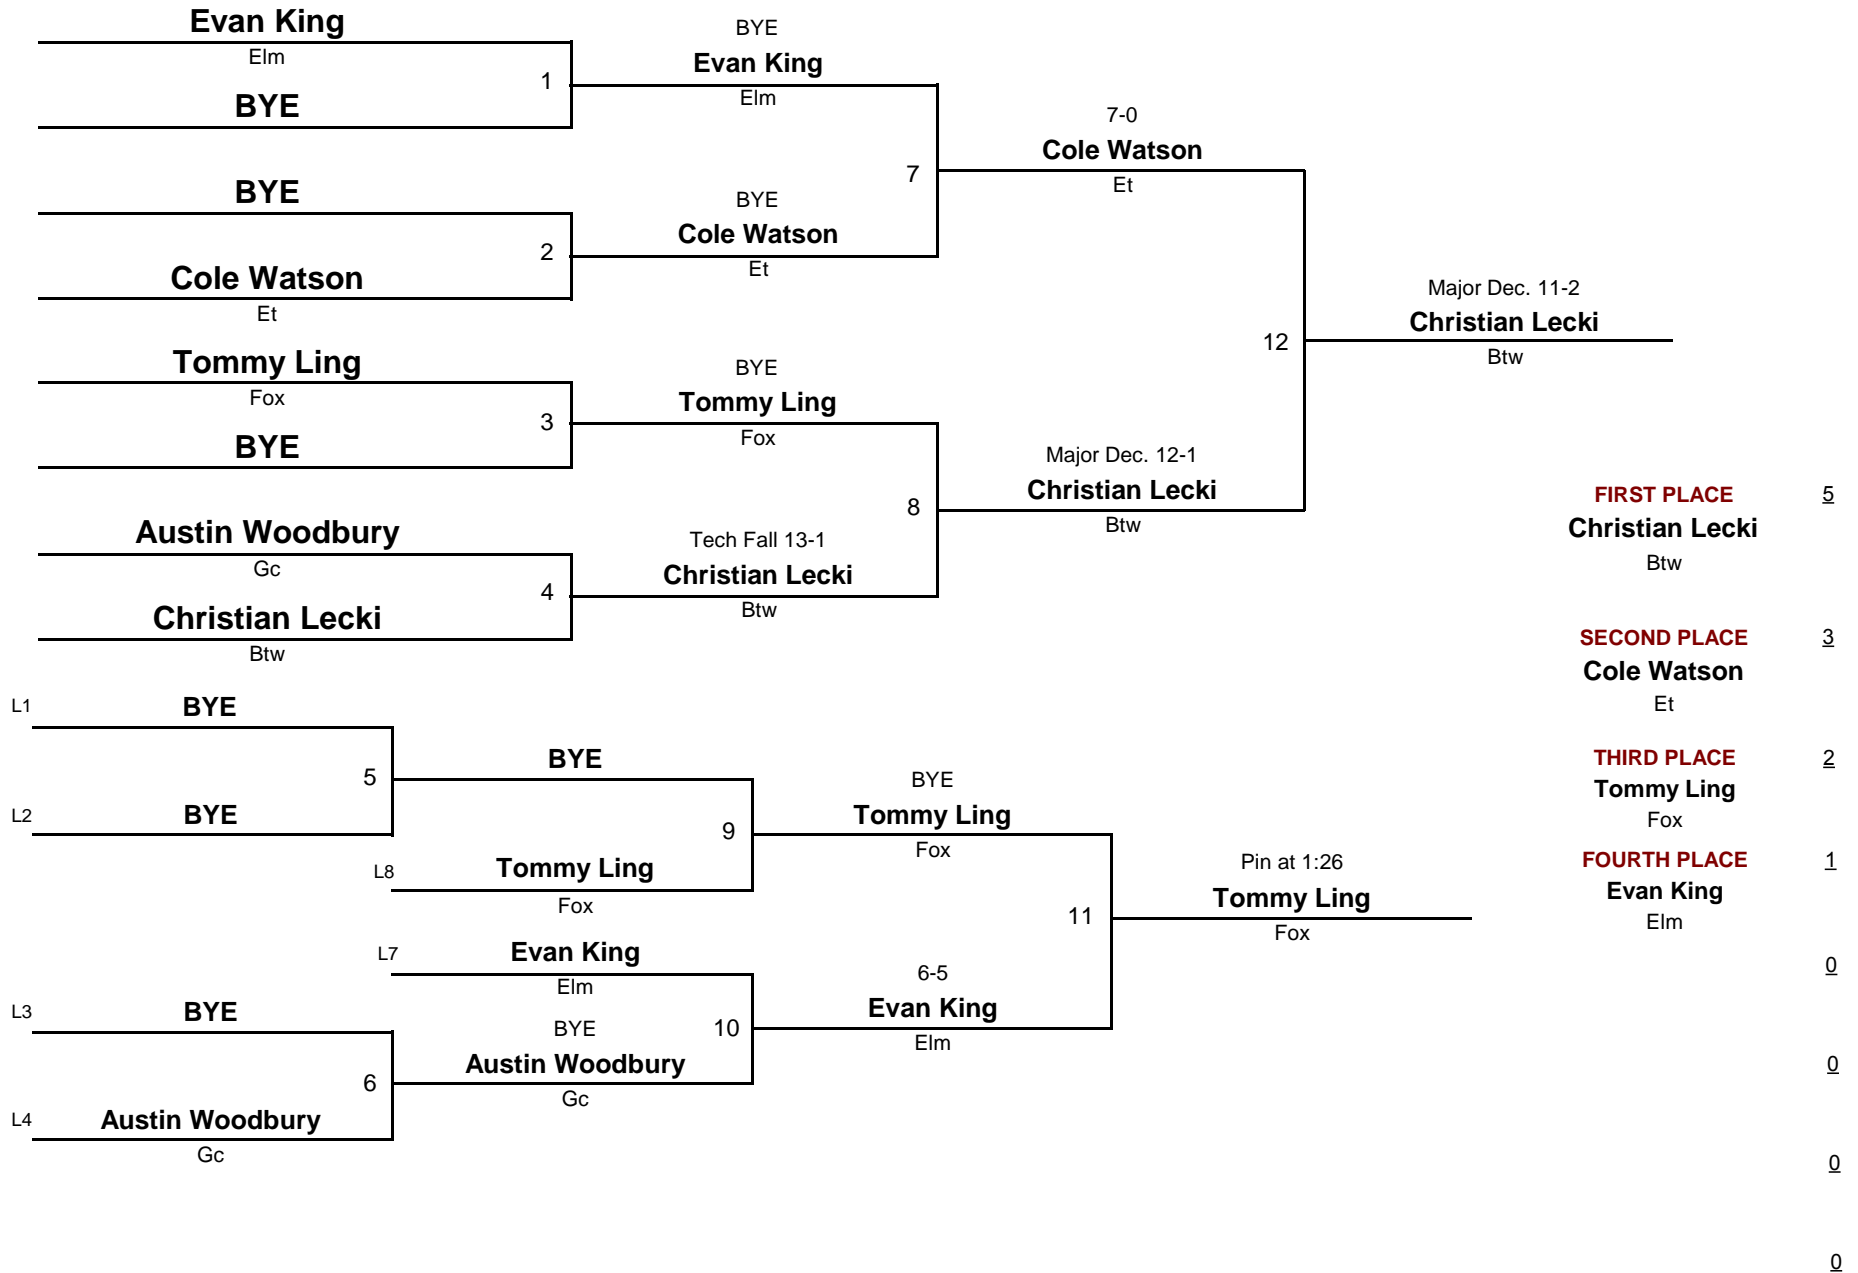 Evan King
Elm
1
BYE
BYE
Evan King
Elm
BYE
2
Cole Watson
Et
BYE
Cole Watson
Et
7
7-0
Cole Watson
Et
Tommy Ling
Fox
3
BYE
BYE
Tommy Ling
Fox
Austin Woodbury
Gc
4
Christian Lecki
Btw
Tech Fall 13-1
Christian Lecki
Btw
8
Major Dec. 12-1
Christian Lecki
Btw
12
Major Dec. 11-2
Christian Lecki
Btw
FIRST PLACE 5
Christian Lecki
Btw
SECOND PLACE 3
Cole Watson
Et
THIRD PLACE 2
Tommy Ling
Fox
FOURTH PLACE 1
Evan King
Elm
0
0
0
0
L1 BYE
5
L2 BYE
BYE
9
L8 Tommy Ling
Fox
BYE
Tommy Ling
Fox
L7 Evan King
Elm
L3 BYE
6
L4 Austin Woodbury
Gc
BYE
Austin Woodbury
Gc
10
6-5
Evan King
Elm
11
Pin at 1:26
Tommy Ling
Fox